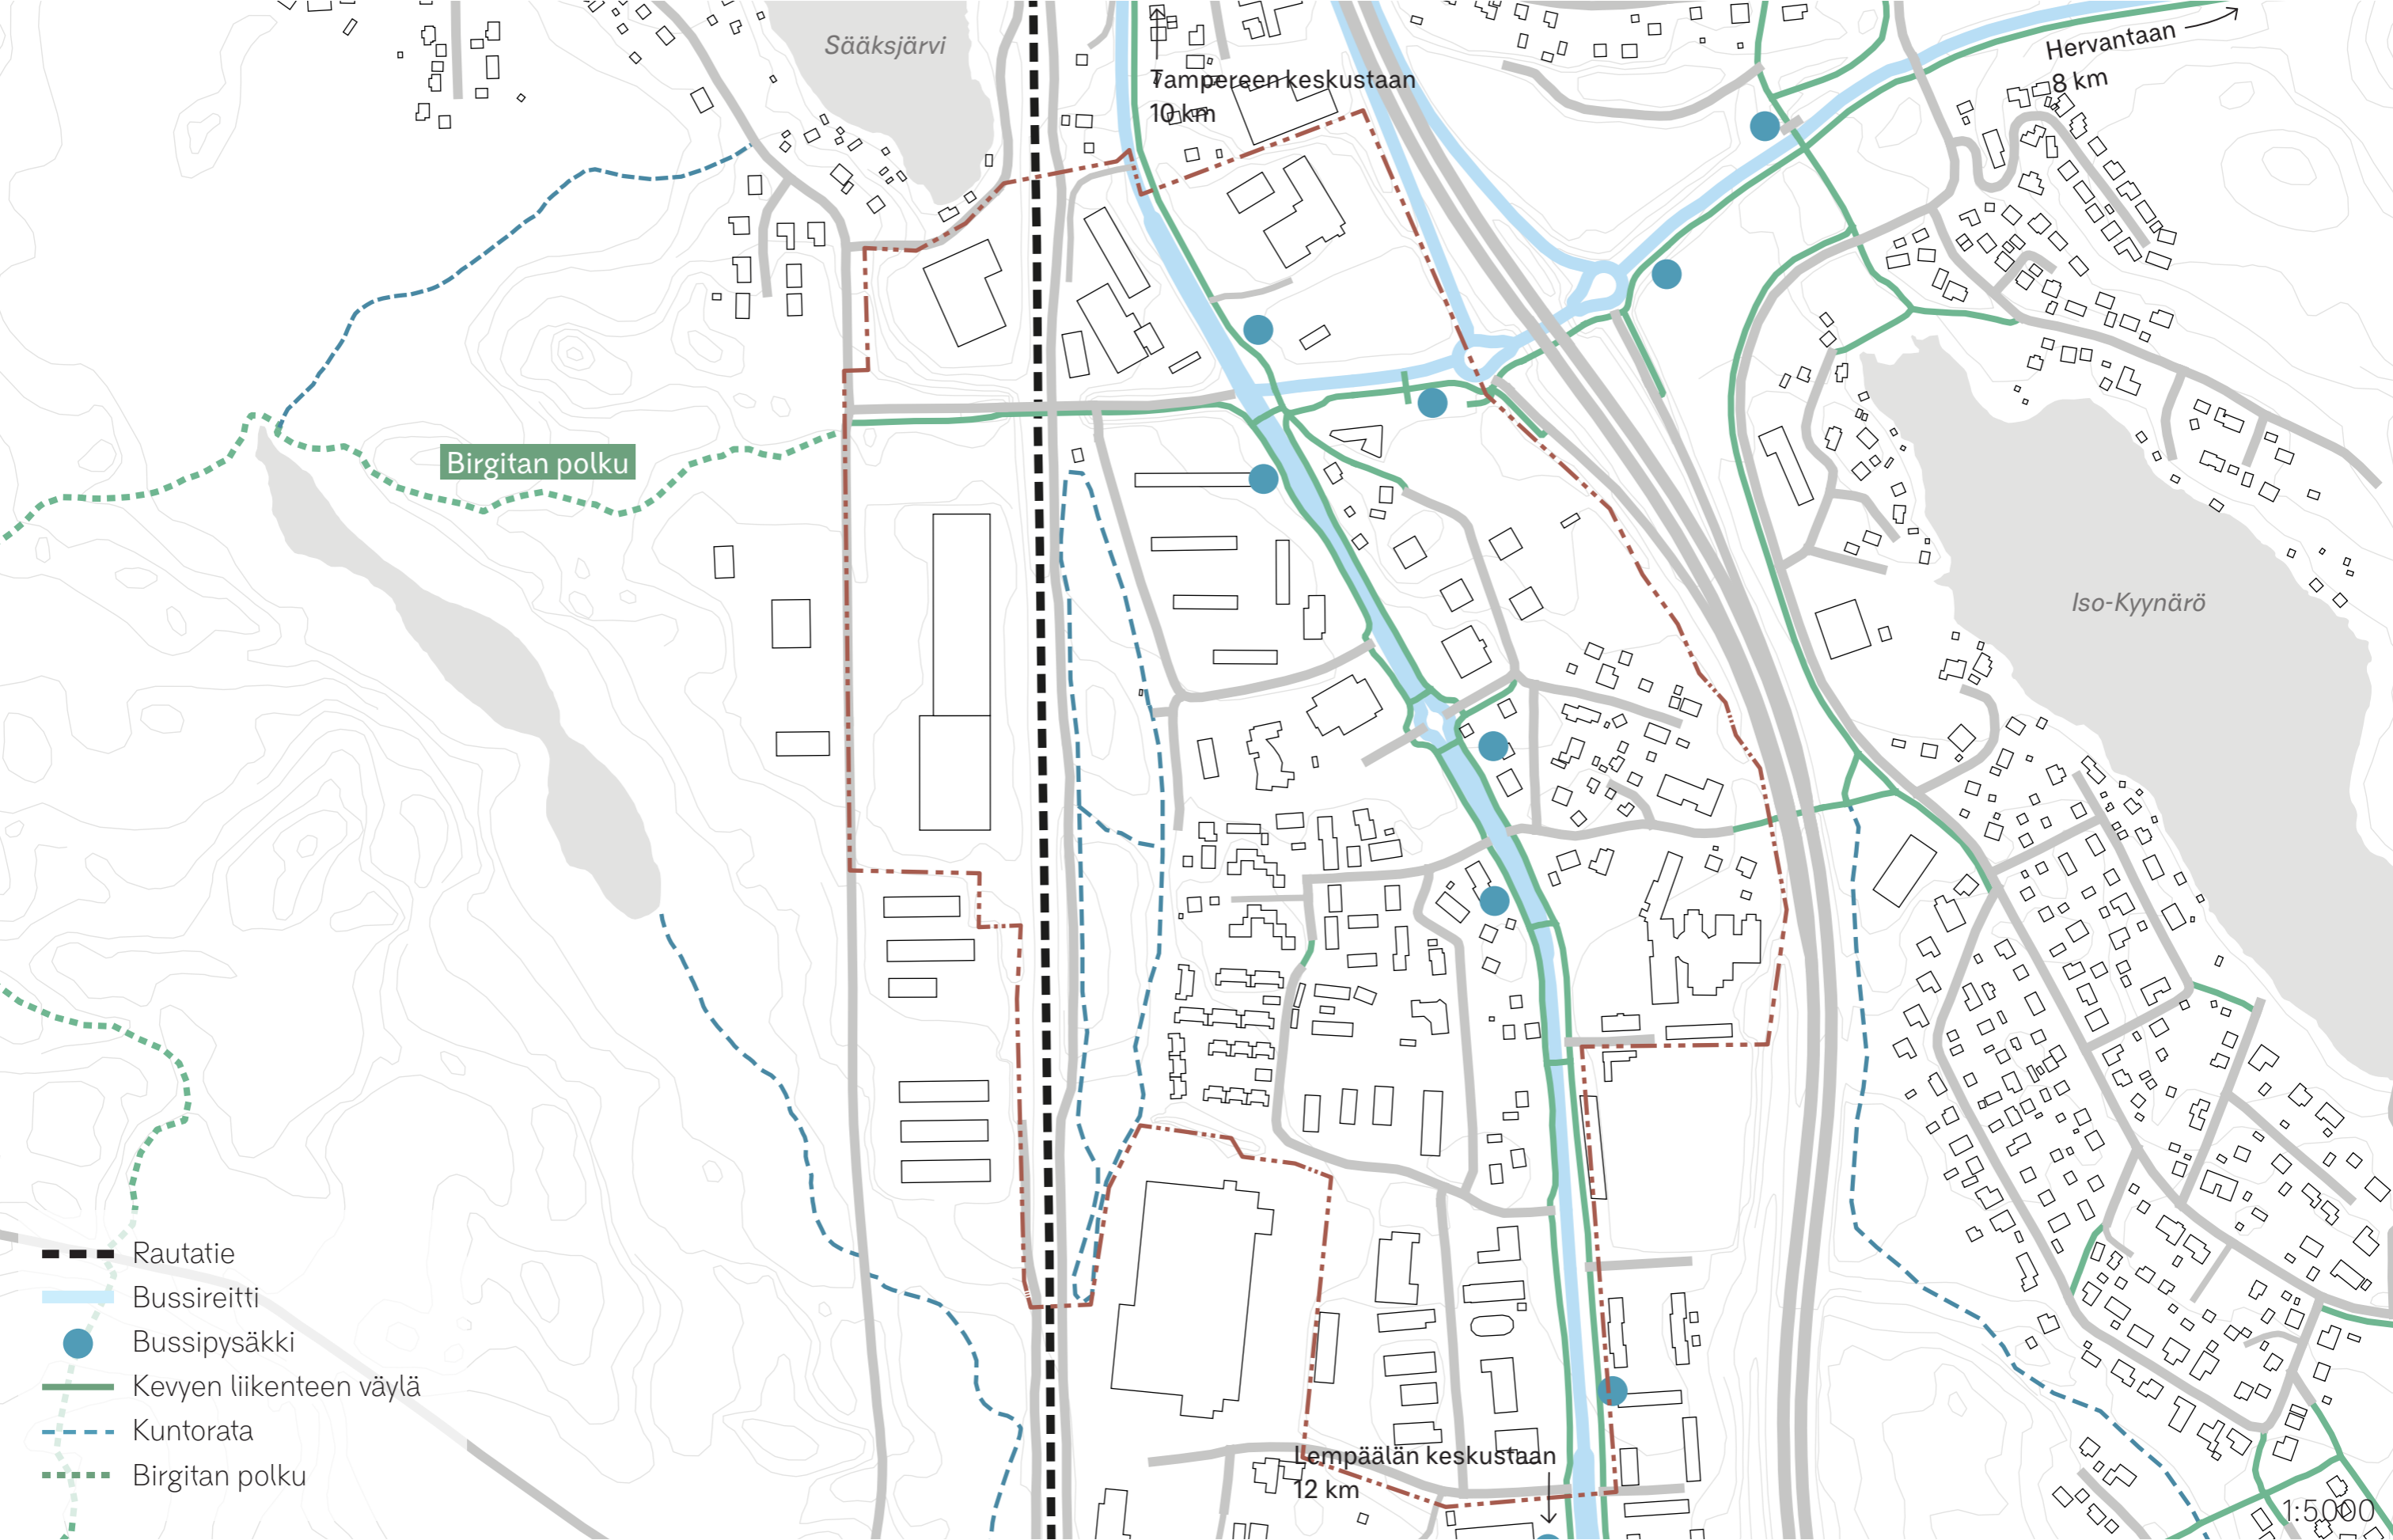 Sääksjärvi
Hervantaan
8 km
Tampereen keskustaan
10 km
Birgitan polku
Iso-Kyynärö
Rautatie
Bussireitti
Bussipysäkki
Kevyen liikenteen väylä
Kuntorata
Birgitan polku
Lempäälän keskustaan
12 km
1:5000